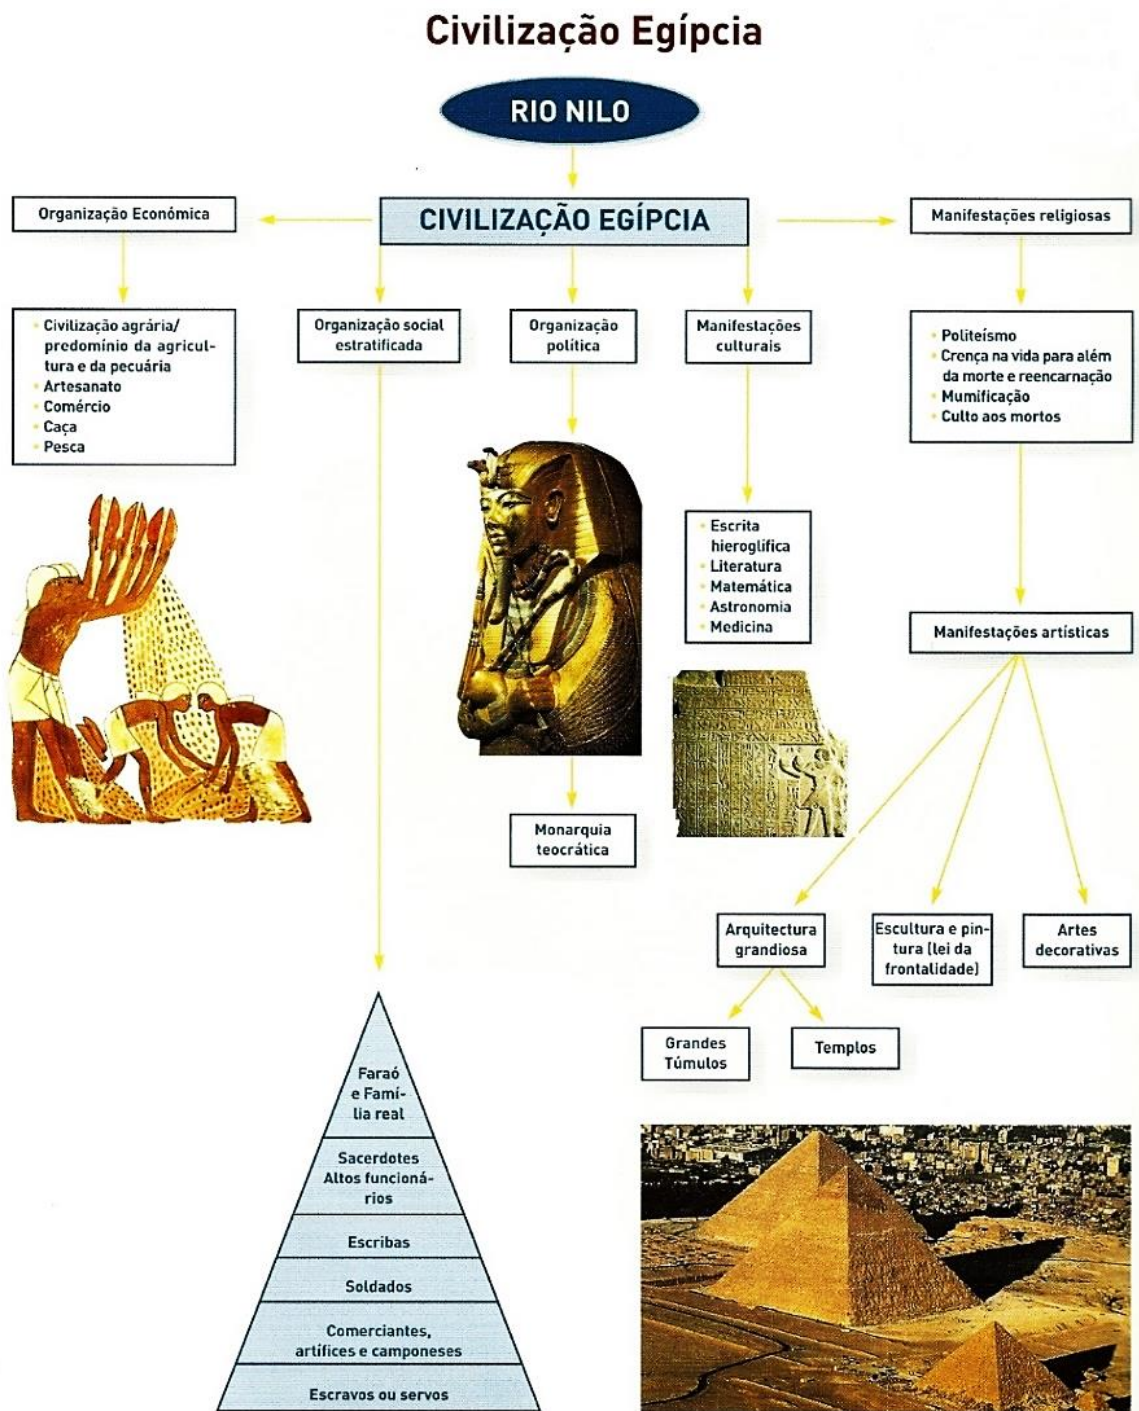 Civilização Egípcia
RIO NILO
Organização Económica
CIVILIZAÇÃO EGÍPCIA
Manifestações religiosas
• Civilização agrária/
predomínio da agricul-
tura e da pecuária
• Artesanato
• Comércio
• Caça
• Pesca
Organização social
estratificada
Organização
política
Manifestações
culturais
• Politeísmo
• Crença na vida para além
da morte e reencarnação
• Mumificação
• Culto aos mortos
• Escrita
hieroglífica
• Literatura
• Matemática
• Astronomia
• Medicina
Manifestações artísticas
Monarquia
teocrática
Arquitectura
grandiosa
Escultura e pin-
tura (lei da
frontalidade)
Artes
decorativas
Grandes
Túmulos
Templos
Faraó
e Famí-
lia real
Sacerdotes
Altos funcioná-
rios
Escribas
Soldados
Comerciantes,
artífices e camponeses
Escravos ou servos